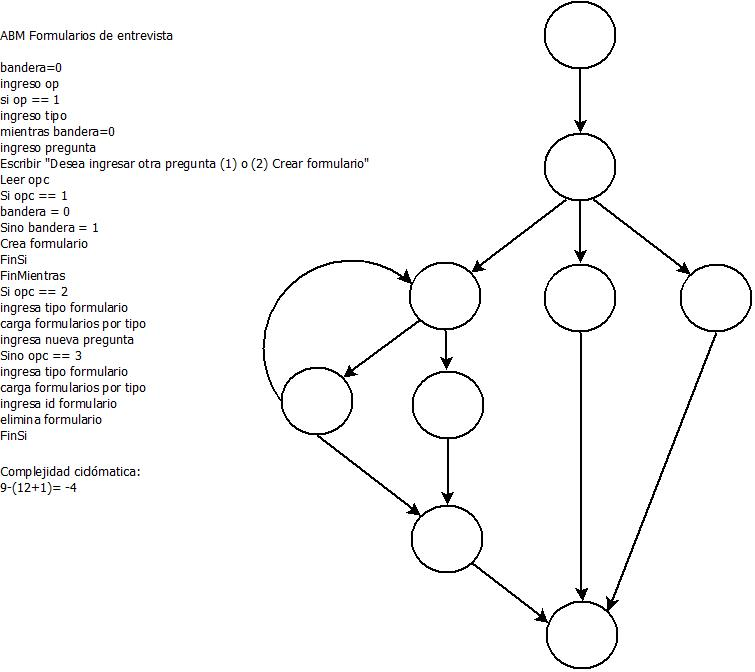 ABM Formularios de entrevista
bandera=0
ingreso op
si op == 1
ingreso tipo
mientras bandera=0
ingreso pregunta
Escribir "Desea ingresar otra pregunta (1) o (2) Crear formulario"
Leer opc
Si opc == 1
bandera = 0
Sino bandera = 1
Crea formulario
FinSi
FinMientras
Si opc == 2
ingresa tipo formulario
carga formularios por tipo
ingresa nueva pregunta
Sino opc == 3
ingresa tipo formulario
carga formularios por tipo
ingresa id formulario
elimina formulario
FinSi
Complejidad cidómatica:
9-(12+1)= -4